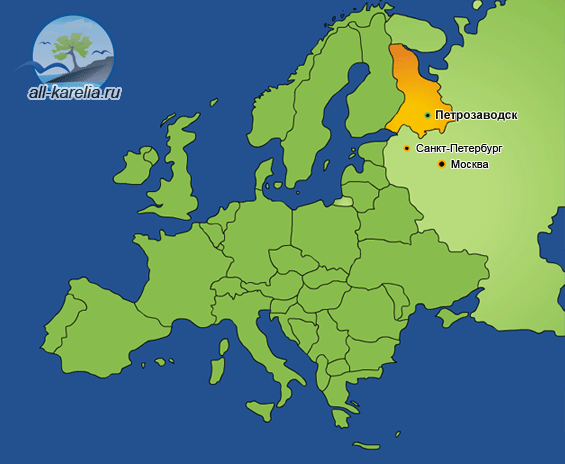 all-karelia.ru
Петрозаводск
Санкт-Петербург
Москва